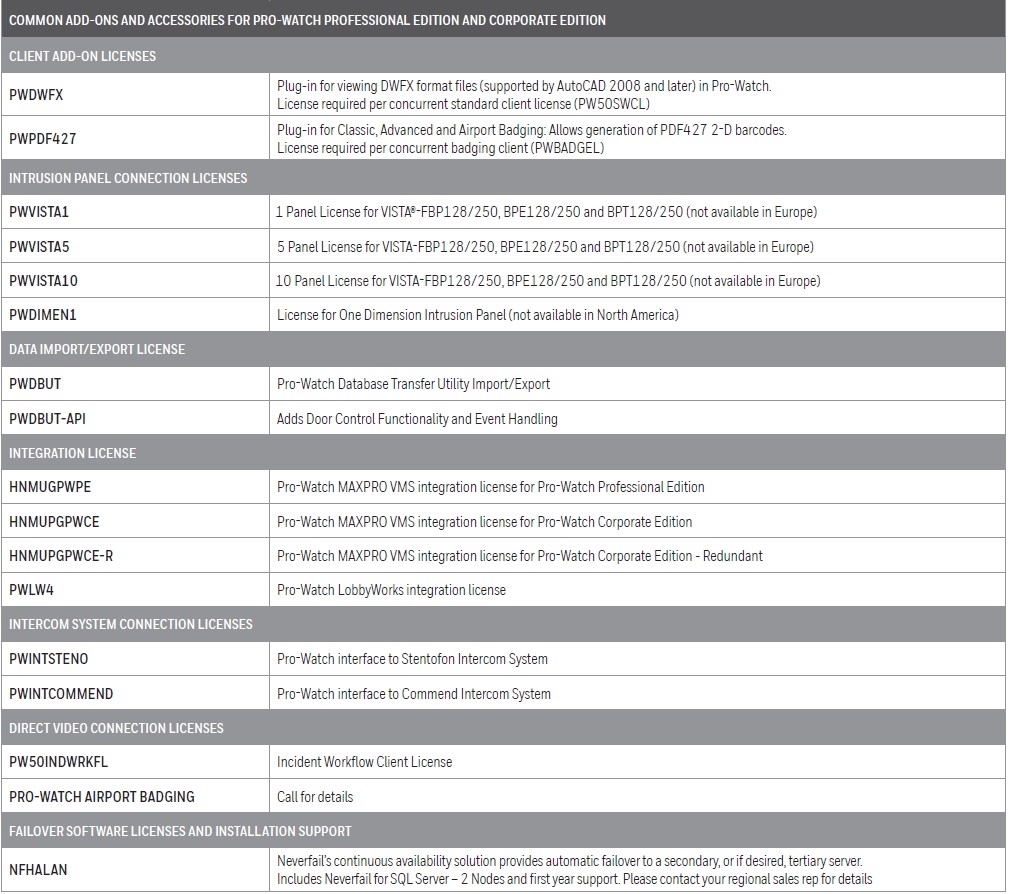 COMMON ADD-ONS AND ACCESSORIES FOR PRO-WATCH PROFESSIONAL EDITION AND CORPORATE EDITION
CLIENT ADD-ON LICENSES
PWDWFX
Plug-in for viewing DWFX format files (supported by AutoCAD 2008 and later) in Pro-Watch.
License required per concurrent standard client license (PW50SWCL)
PWPDF427
Plug-in for Classic, Advanced and Airport Badging: Allows generation of PDF427 2-D barcodes.
License required per concurrent badging client (PWBADGEL)
INTRUSION PANEL CONNECTION LICENSES
PWVISTA1
1 Panel License for VISTA®-FBP128/250, BPE128/250 and BPT128/250 (not available in Europe)
PWVISTA5
5 Panel License for VISTA-FBP128/250, BPE128/250 and BPT128/250 (not available in Europe)
PWVISTA10
10 Panel License for VISTA-FBP128/250, BPE128/250 and BPT128/250 (not available in Europe)
PWDIMEN1
License for One Dimension Intrusion Panel (not available in North America)
DATA IMPORT/EXPORT LICENSE
PWDBUT
Pro-Watch Database Transfer Utility Import/Export
PWDBUT-API
Adds Door Control Functionality and Event Handling
INTEGRATION LICENSE
HNMUGPWPE
Pro-Watch MAXPRO VMS integration license for Pro-Watch Professional Edition
HNMUPGPWCE
Pro-Watch MAXPRO VMS integration license for Pro-Watch Corporate Edition
HNMUPGPWCE-R
Pro-Watch MAXPRO VMS integration license for Pro-Watch Corporate Edition - Redundant
PWLW4
Pro-Watch LobbyWorks integration license
INTERCOM SYSTEM CONNECTION LICENSES
PWINTSTENO
Pro-Watch interface to Stentofon Intercom System
PWINTCOMMEND
Pro-Watch interface to Commend Intercom System
DIRECT VIDEO CONNECTION LICENSES
PW50INDWRKFL
Incident Workflow Client License
PRO-WATCH AIRPORT BADGING
Call for details
FAILOVER SOFTWARE LICENSES AND INSTALLATION SUPPORT
NFHALAN
Neverfail's continuous availability solution provides automatic failover to a secondary, or if desired, tertiary server.
Includes Neverfail for SQL Server – 2 Nodes and first year support. Please contact your regional sales rep for details